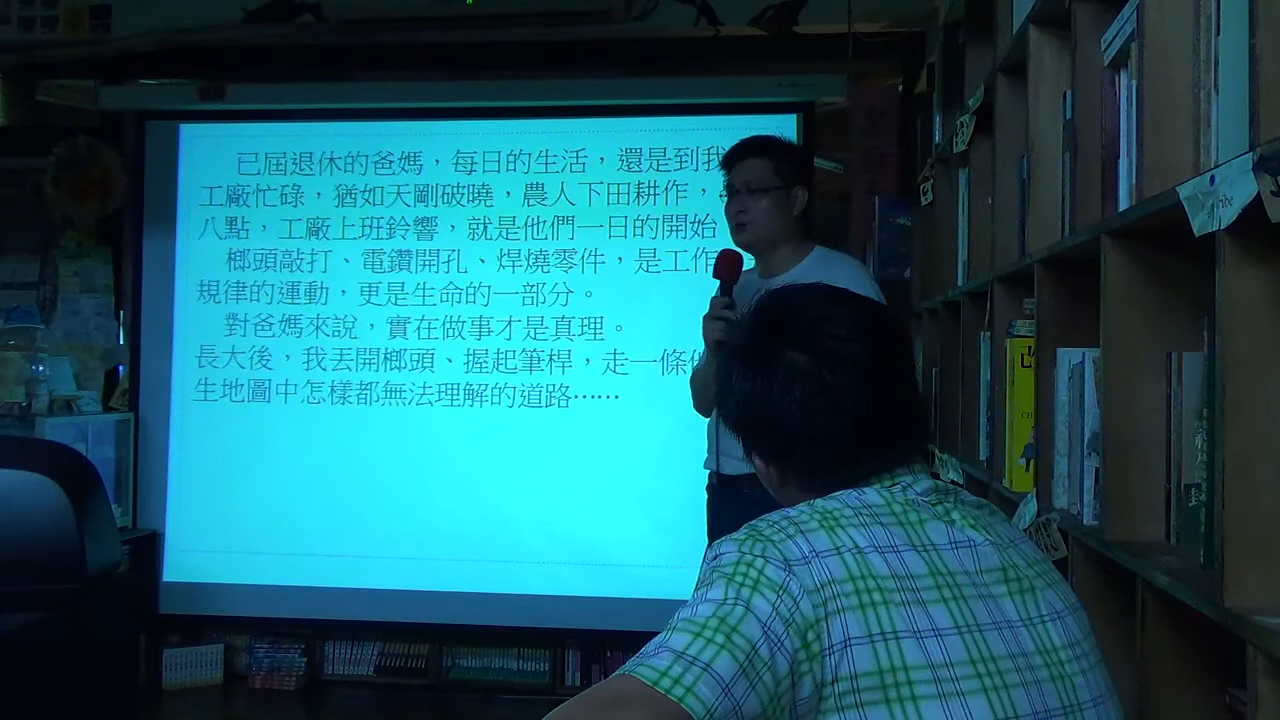 已屆退休的爸媽，每日的生活，還是到我
工廠忙碌，猶如天剛破曉，農人下田耕作，
八點，工廠上班鈴響，就是他們一日的開始
榔頭敲打、電鑽開孔、焊燒零件，是工作
規律的運動，更是生命的一部分。
對爸媽來說，實在做事才是真理。
長大後，我丟開榔頭、握起筆桿，走一條
生地圖中怎樣都無法理解的道路……